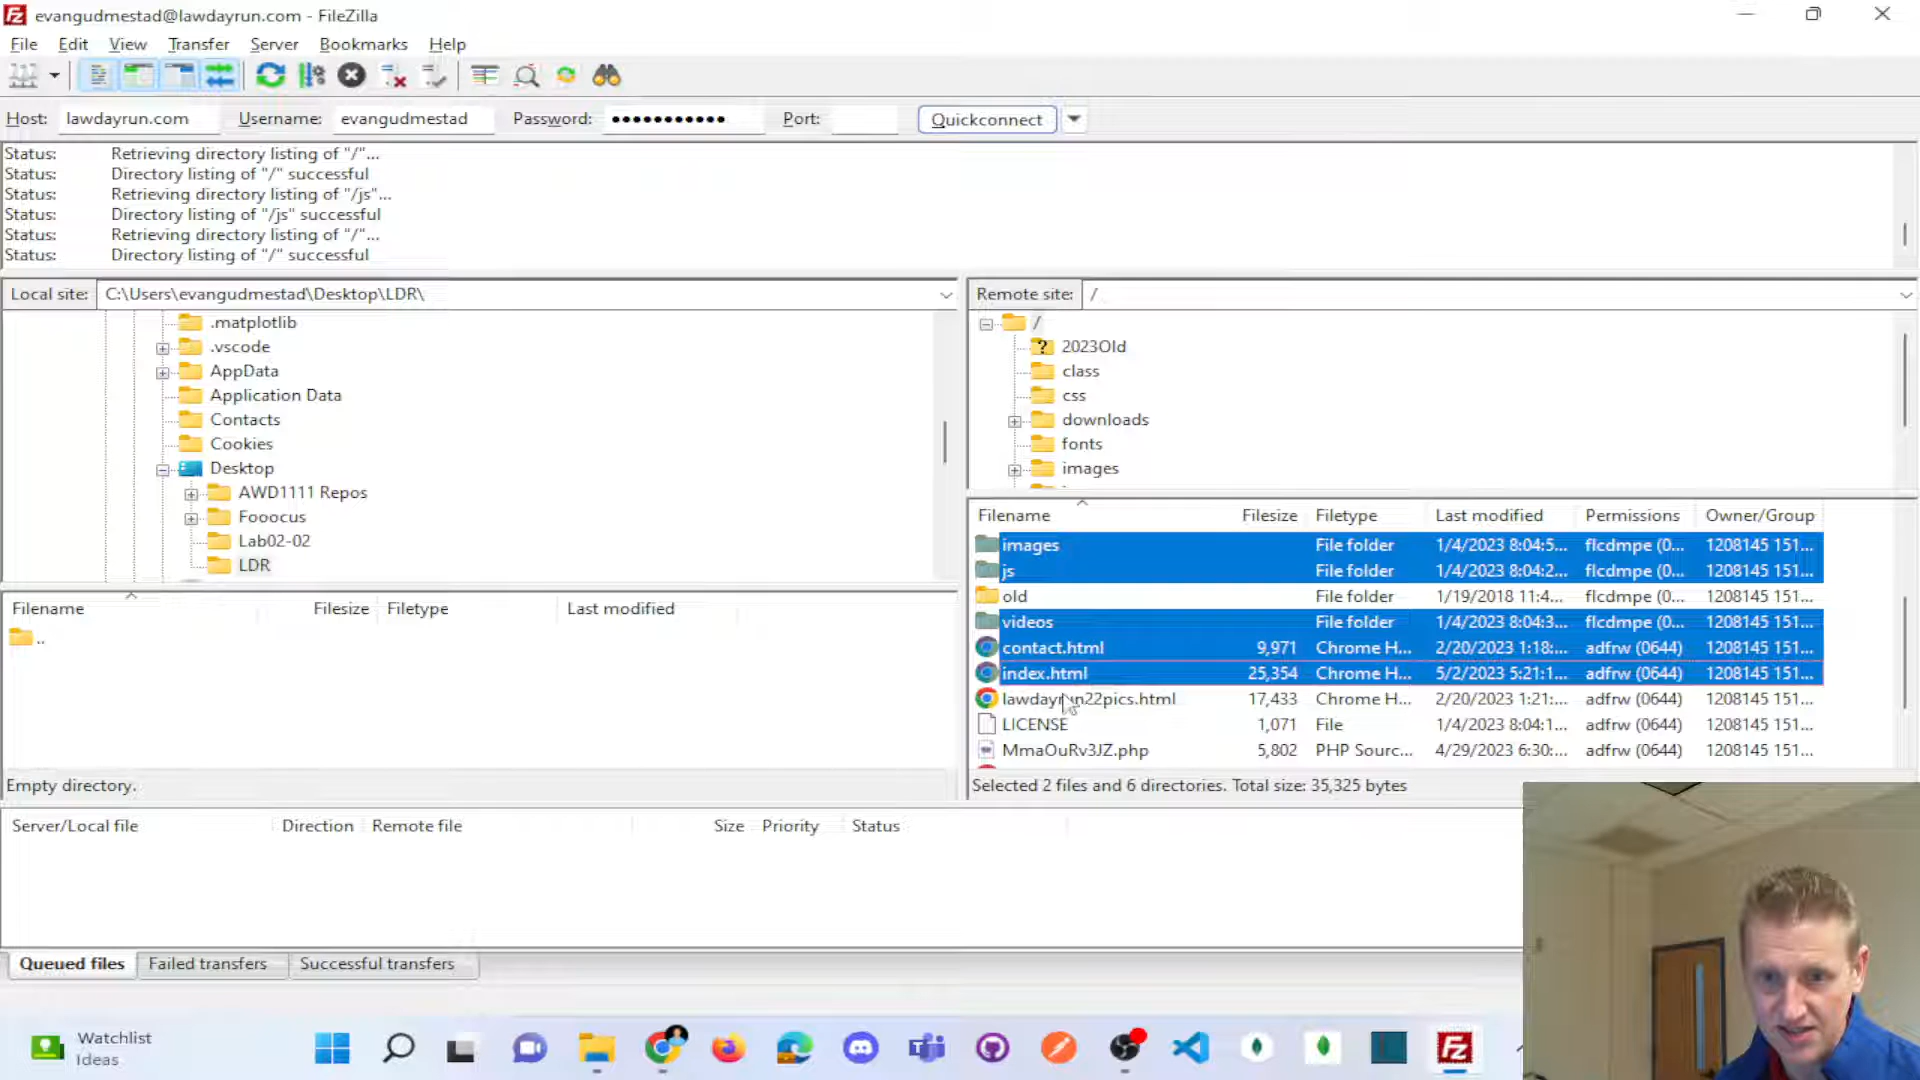 evangudmestad@lawdayrun.com - FileZilla
File Edit View Transfer Server Bookmarks Help
Host: lawdayrun.com Username: evangudmestad Password: ●●●●●●●●●●● Port: Quickconnect
Status: Retrieving directory listing of "/"...
Status: Directory listing of "/" successful
Status: Retrieving directory listing of "/js"...
Status: Directory listing of "/js" successful
Status: Retrieving directory listing of "/"...
Status: Directory listing of "/" successful
Local site: C:\Users\evangudmestad\Desktop\LDR\
.matplotlib
.vscode
AppData
Application Data
Contacts
Cookies
Desktop
AWD1111 Repos
Fooocus
Lab02-02
LDR
Filename Filesize Filetype Last modified
..
Empty directory.
Remote site: /
/
2023Old
class
css
downloads
fonts
images
Filename Filesize Filetype Last modified Permissions Owner/Group
images File folder 1/4/2023 8:04:5... flcdmpe (0... 1208145 151...
js File folder 1/4/2023 8:04:2... flcdmpe (0... 1208145 151...
old File folder 1/19/2018 11:4... flcdmpe (0... 1208145 151...
videos File folder 1/4/2023 8:04:3... flcdmpe (0... 1208145 151...
contact.html 9,971 Chrome H... 2/20/2023 1:18:... adfrw (0644) 1208145 151...
index.html 25,354 Chrome H... 5/2/2023 5:21:1... adfrw (0644) 1208145 151...
lawdayrun22pics.html 17,433 Chrome H... 2/20/2023 1:21:... adfrw (0644) 1208145 151...
LICENSE 1,071 File 1/4/2023 8:04:1... adfrw (0644) 1208145 151...
MmaOuRv3JZ.php 5,802 PHP Sourc... 4/29/2023 6:30:... adfrw (0644) 1208145 151...
Selected 2 files and 6 directories. Total size: 35,325 bytes
Server/Local file Direction Remote file Size Priority Status
Queued files Failed transfers Successful transfers
Watchlist
Ideas